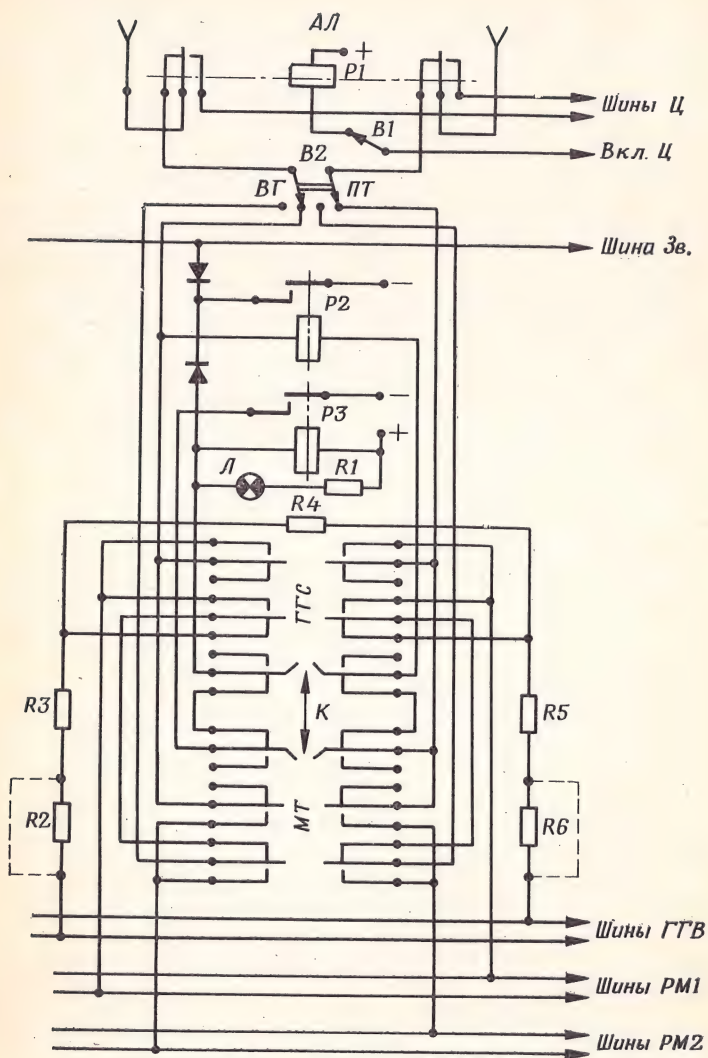 АЛ
+
Р1
В1
Шины Ц
Вкл. Ц
В2
ВГ
ПТ
Шина Зв.
Р2
—
Р3
—
+
Л
R1
R4
ГГС
R3
К
R5
R2
МТ
R6
Шины ГГВ
Шины РМ1
Шины РМ2